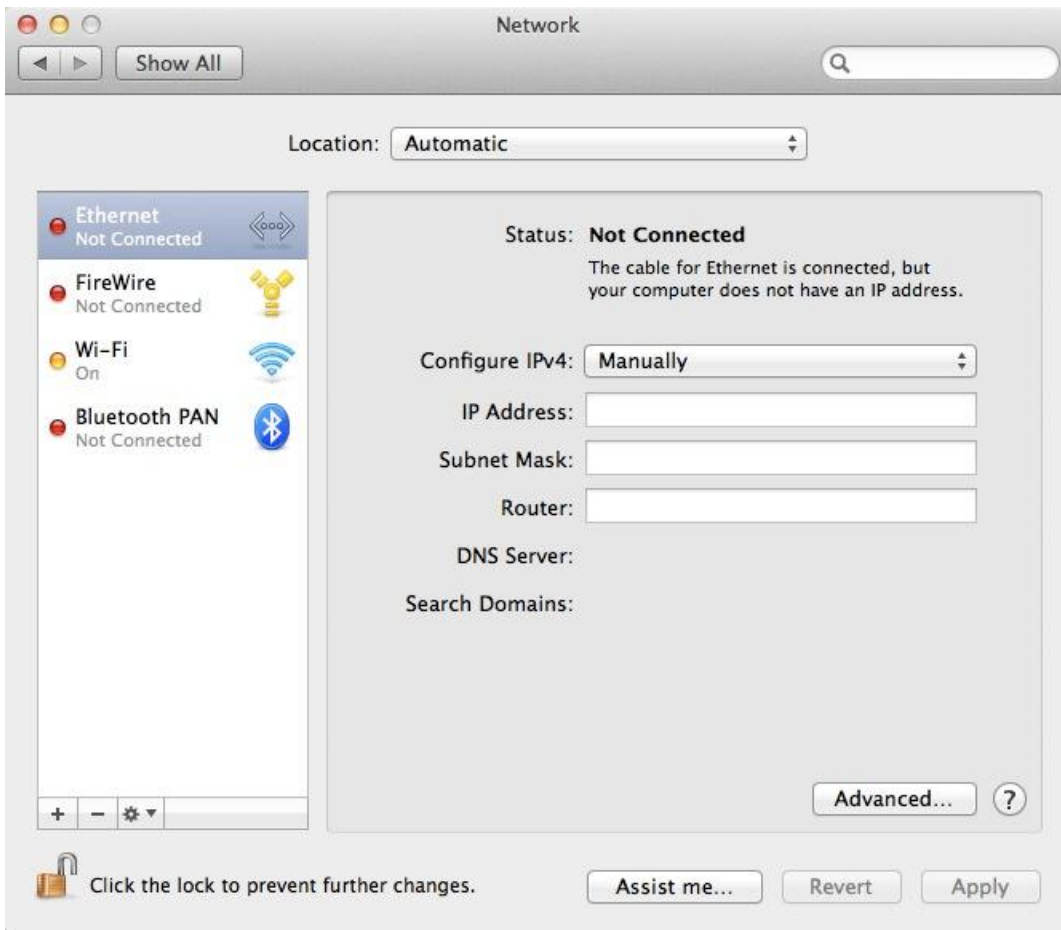 Network
Show All
Location: Automatic
Ethernet
Not Connected
FireWire
Not Connected
Wi-Fi
On
Bluetooth PAN
Not Connected
Status: Not Connected
The cable for Ethernet is connected, but
your computer does not have an IP address.
Configure IPv4: Manually
IP Address:
Subnet Mask:
Router:
DNS Server:
Search Domains:
Advanced... ?
+ −
Click the lock to prevent further changes.
Assist me... Revert Apply